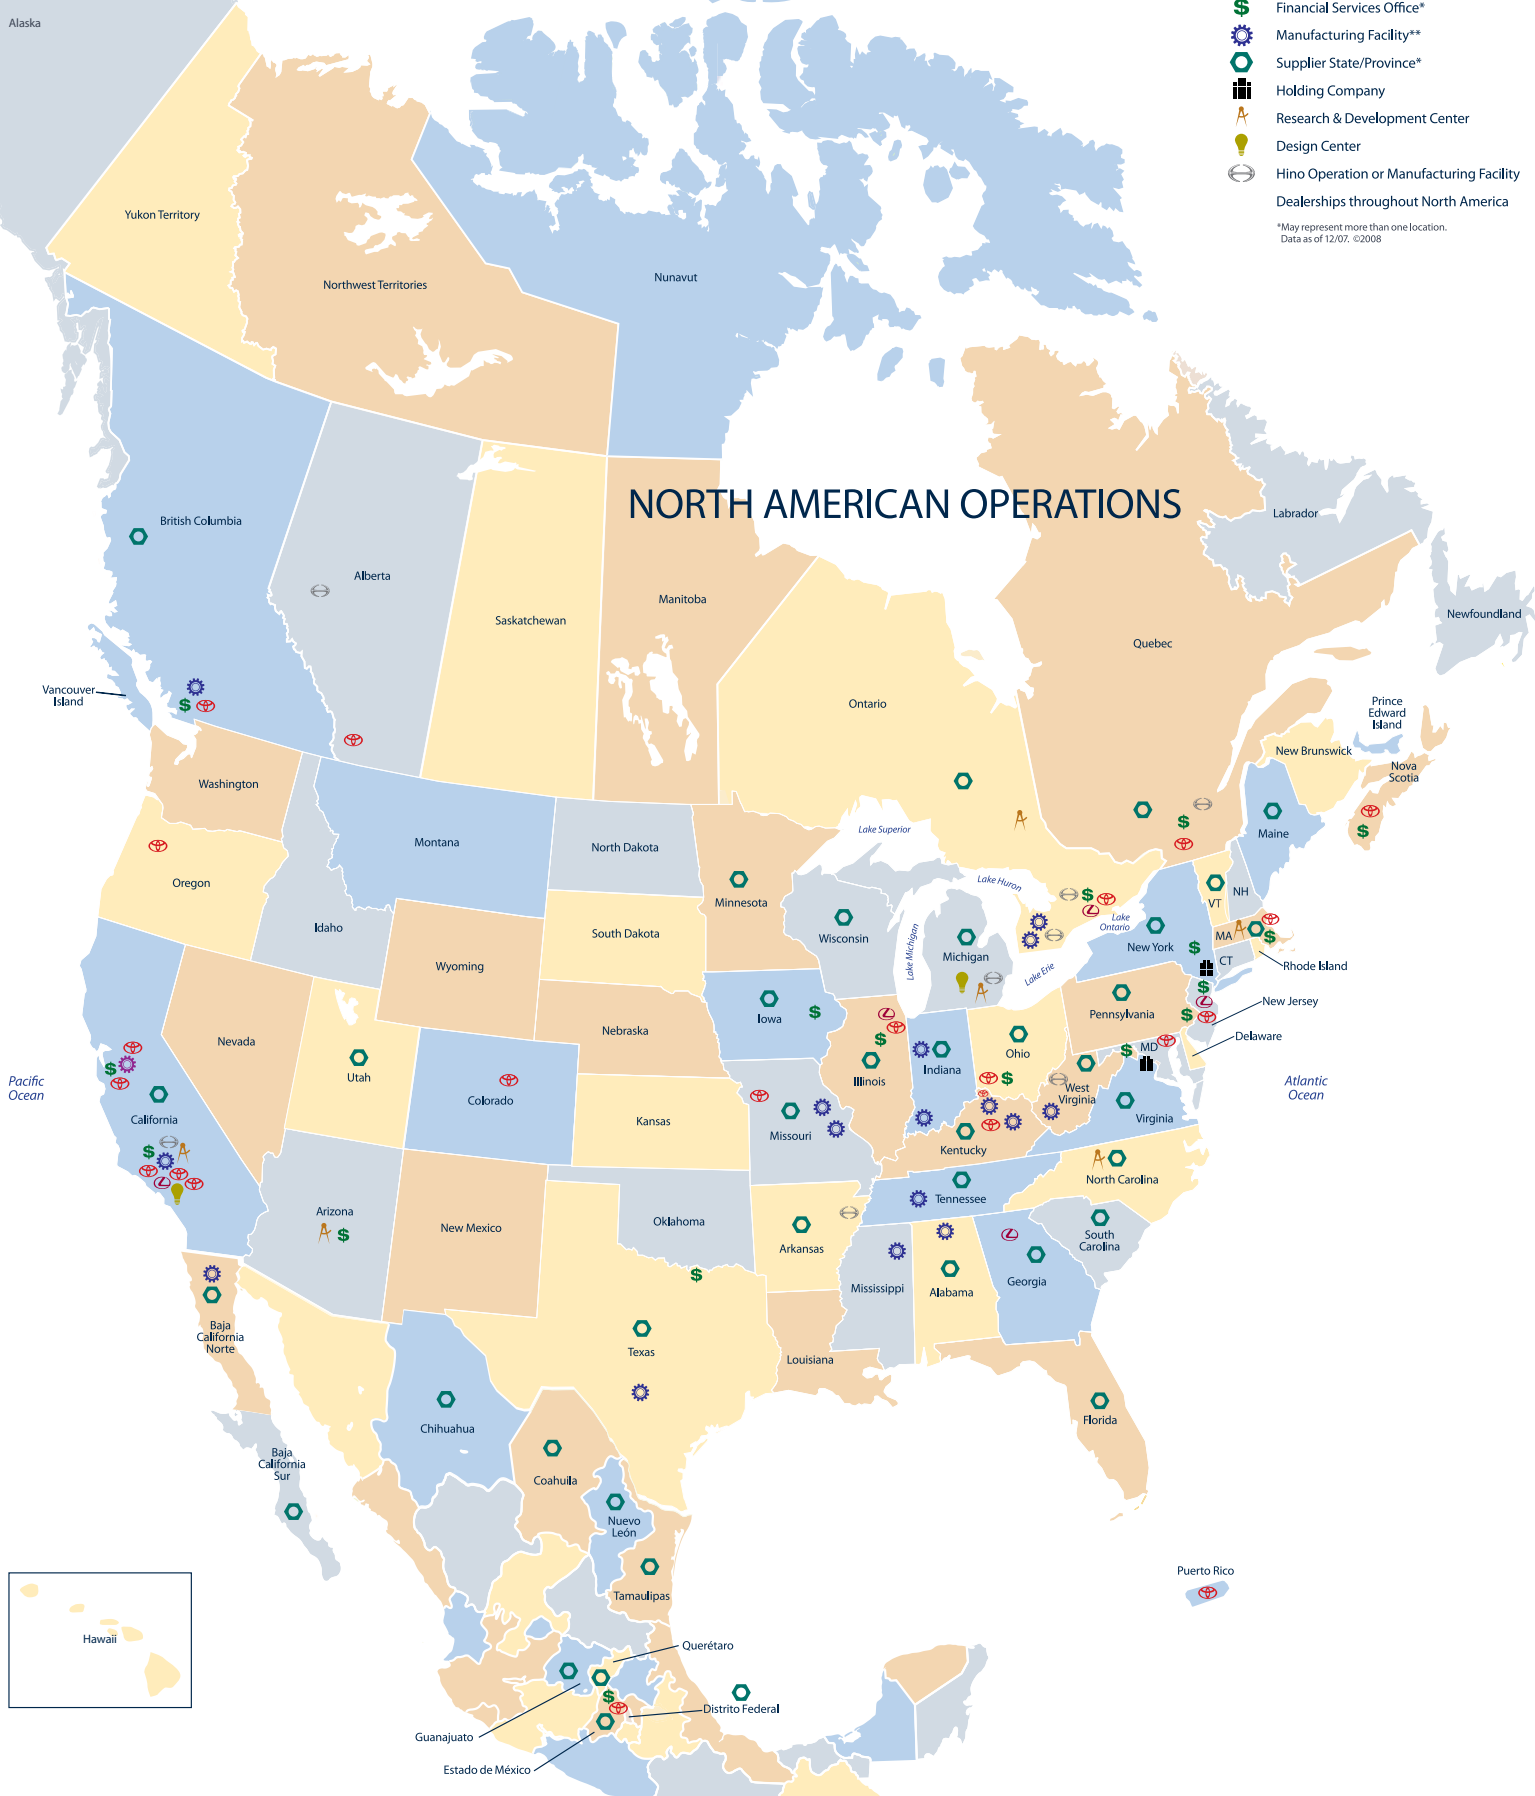 Alaska
$ Financial Services Office*
Manufacturing Facility**
Supplier State/Province*
Holding Company
Research & Development Center
Design Center
Hino Operation or Manufacturing Facility
Dealerships throughout North America
*May represent more than one location.
Data as of 12/07. ©2008
Yukon Territory
Northwest Territories
Nunavut
NORTH AMERICAN OPERATIONS
British Columbia
Alberta
Saskatchewan
Manitoba
Ontario
Quebec
Labrador
Newfoundland
Vancouver
Island
Prince
Edward
Island
New Brunswick
Nova
Scotia
Washington
Oregon
Idaho
Montana
North Dakota
South Dakota
Wyoming
Nebraska
Minnesota
Wisconsin
Michigan
Lake Superior
Lake Huron
Lake Michigan
Lake
Ontario
Lake Erie
Maine
VT
NH
MA
CT
New York
Rhode Island
New Jersey
Delaware
MD
Pennsylvania
Iowa
Illinois
Indiana
Ohio
West
Virginia
Virginia
Nevada
Utah
Colorado
Kansas
Missouri
Kentucky
California
Pacific
Ocean
Atlantic
Ocean
Arizona
New Mexico
Oklahoma
Arkansas
Tennessee
North Carolina
South
Carolina
Mississippi
Alabama
Georgia
Texas
Louisiana
Florida
Baja
California
Norte
Baja
California
Sur
Chihuahua
Coahuila
Nuevo
León
Tamaulipas
Hawaii
Puerto Rico
Querétaro
Distrito Federal
Guanajuato
Estado de México